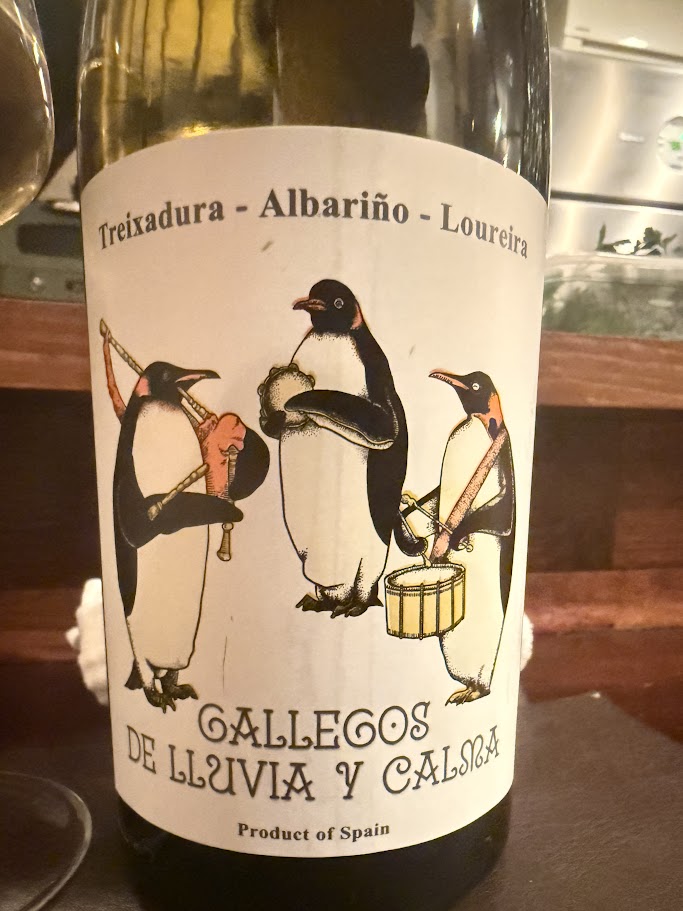 Treixadura - Albariño - Loureira
GALLEGOS
DE LLUVIA Y CALMA
Product of Spain